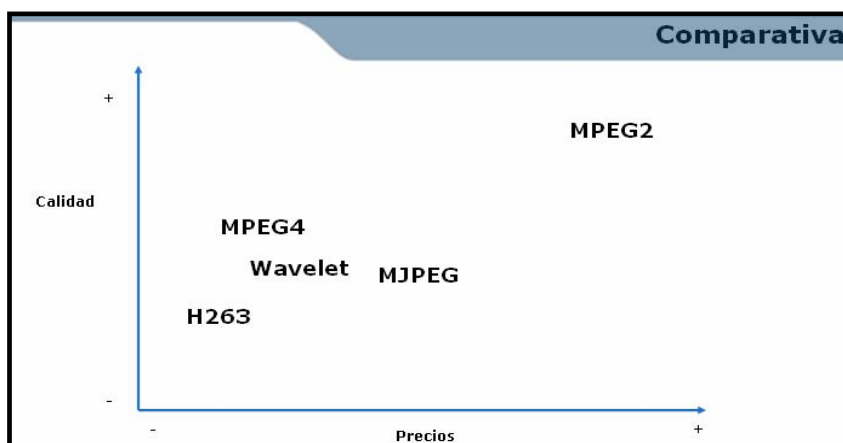 Comparativa
+
MPEG2
Calidad
MPEG4
Wavelet
MJPEG
H263
-
-
+
Precios